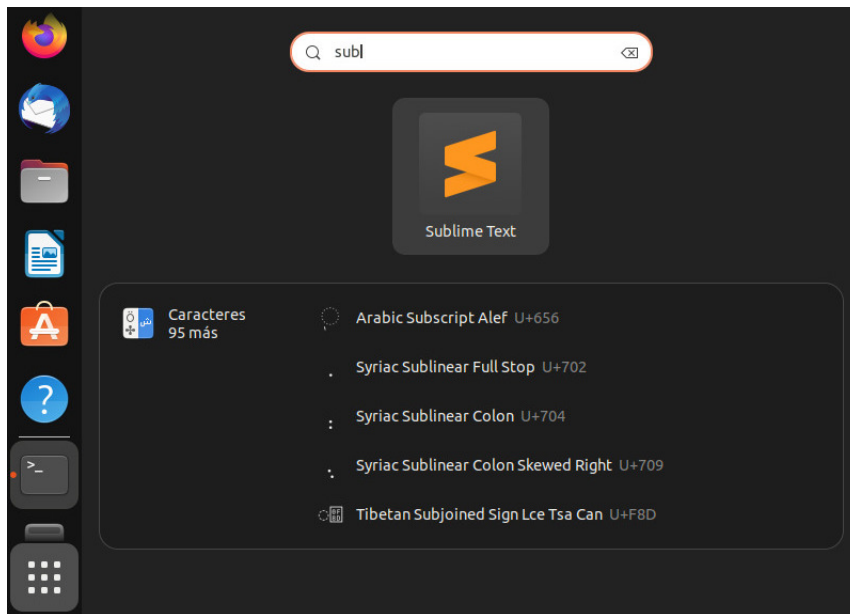 subl
Sublime Text
Caracteres
95 más
Arabic Subscript Alef U+656
Syriac Sublinear Full Stop U+702
Syriac Sublinear Colon U+704
Syriac Sublinear Colon Skewed Right U+709
Tibetan Subjoined Sign Lce Tsa Can U+F8D